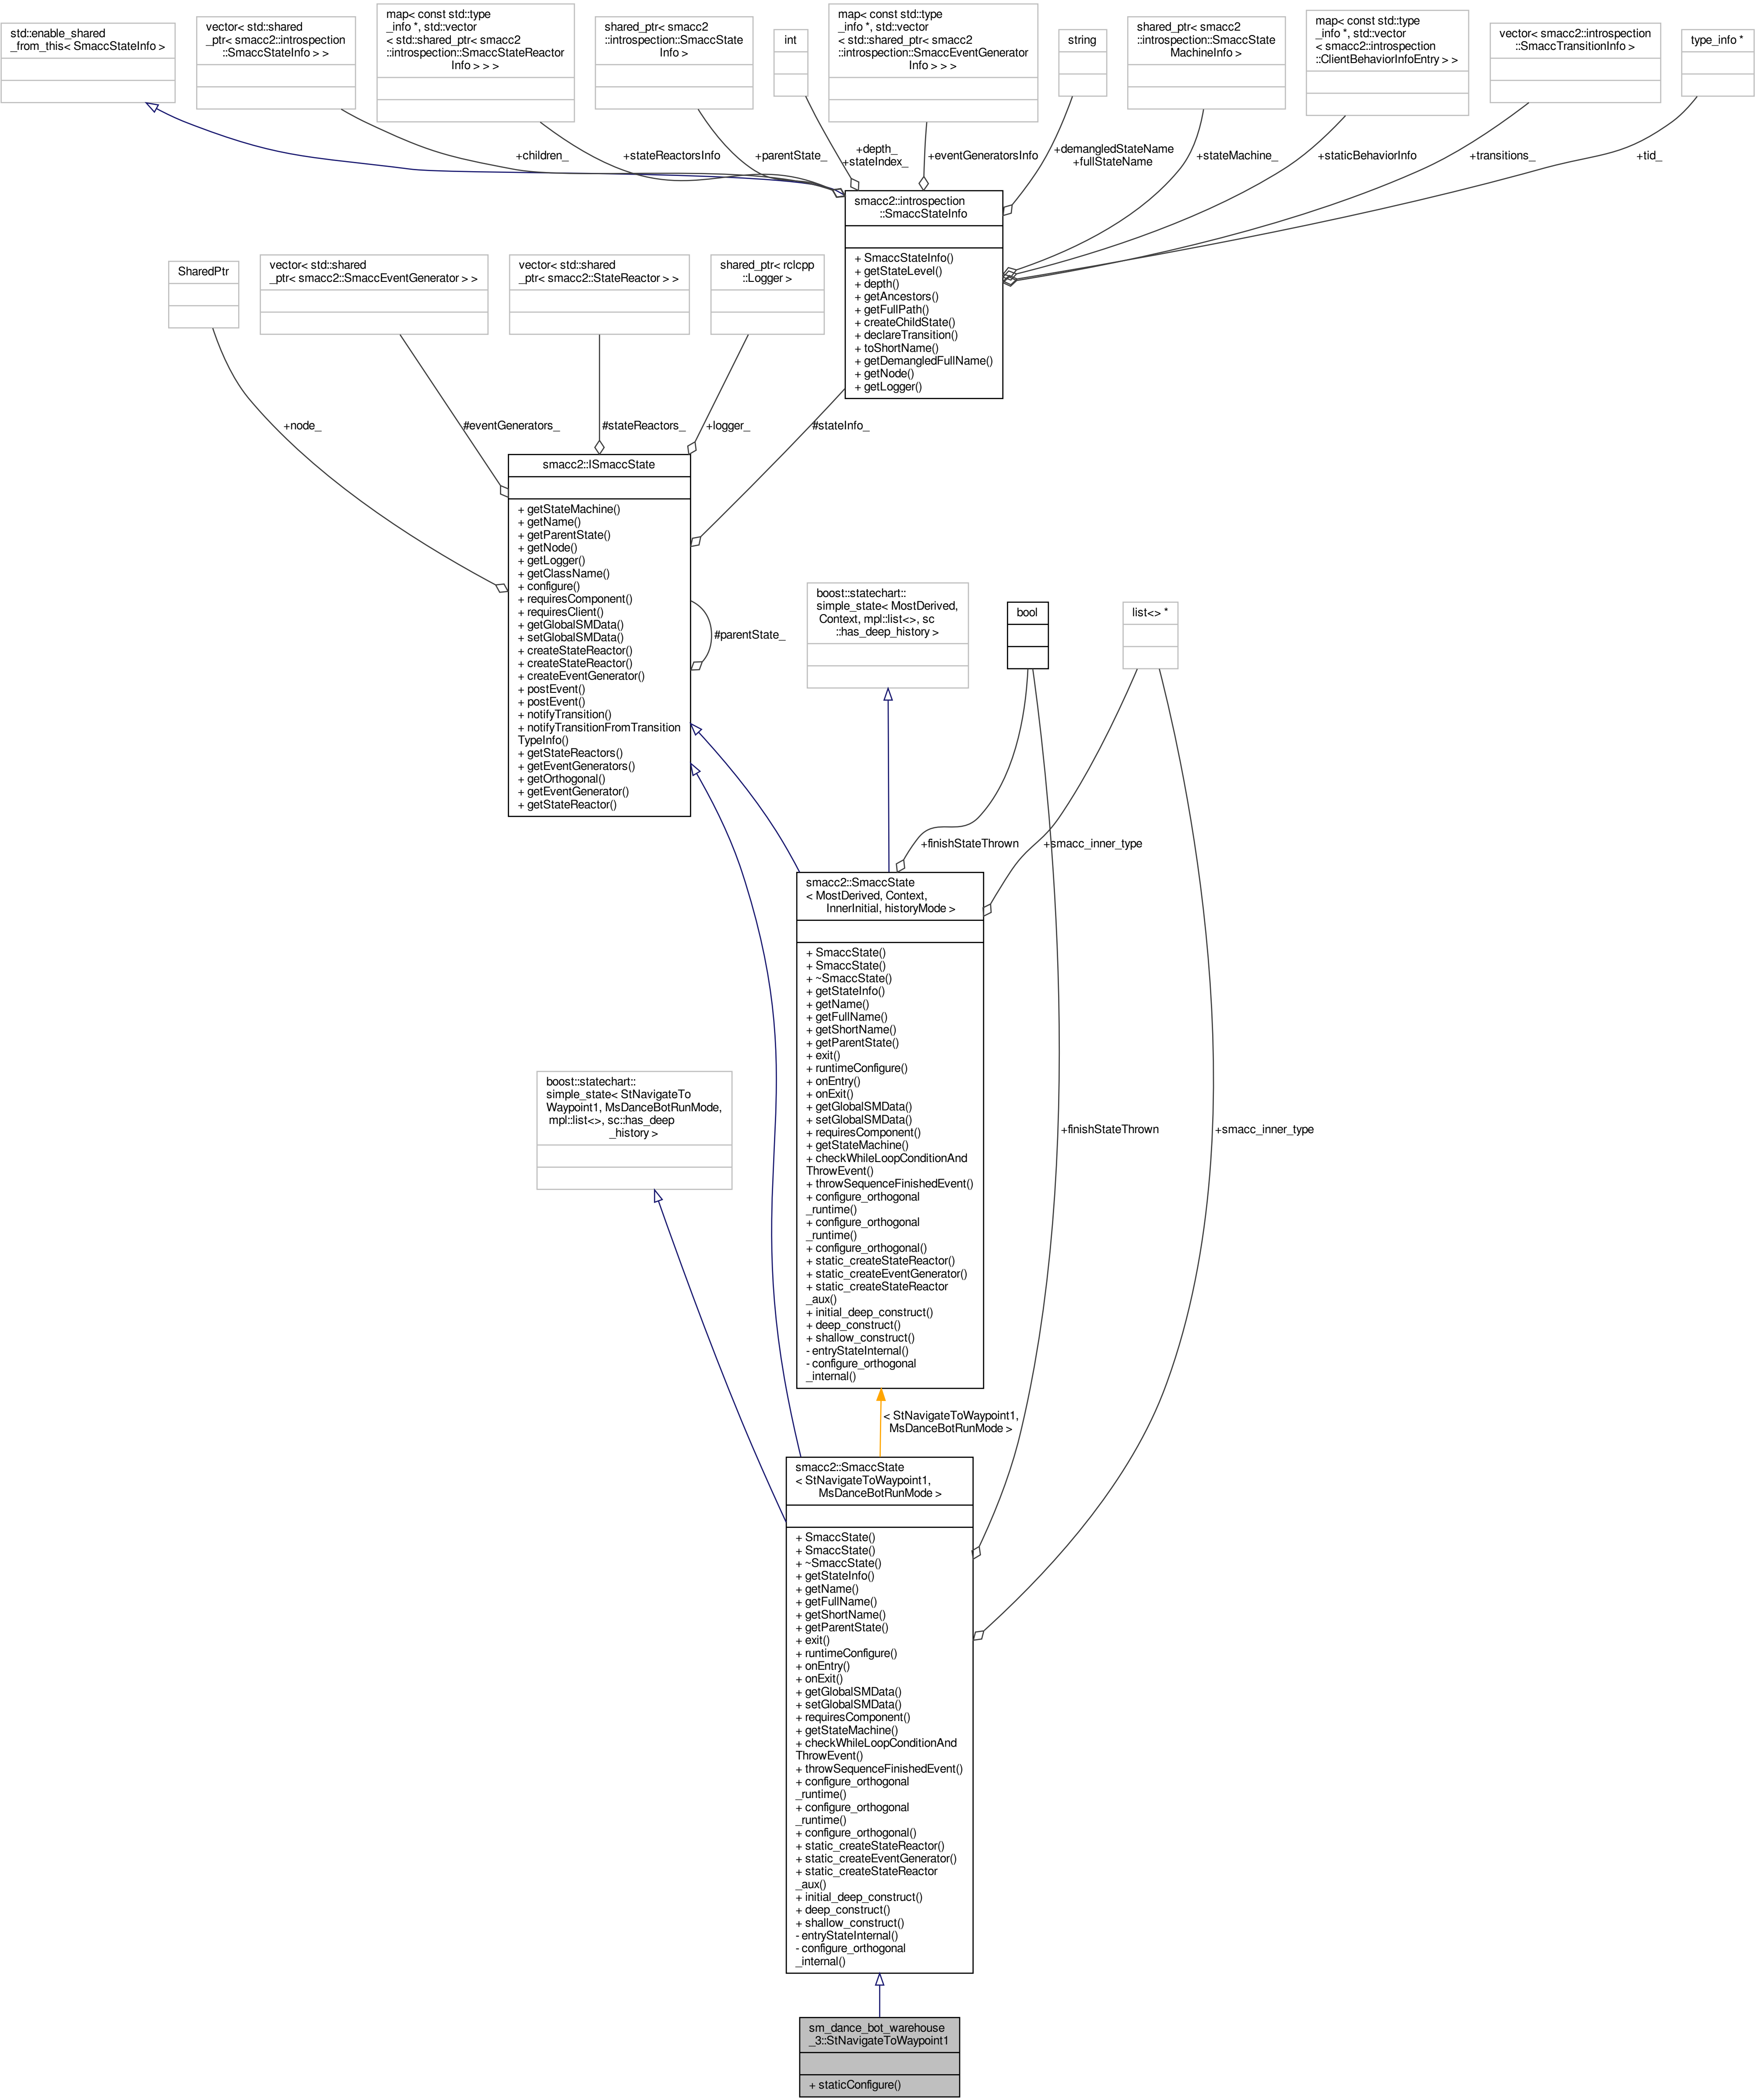 std::enable_shared
_from_this< SmaccStateInfo >
vector< std::shared
_ptr< smacc2::introspection
::SmaccStateInfo > >
map< const std::type
_info *, std::vector
< std::shared_ptr< smacc2
::introspection::SmaccStateReactor
Info > > >
shared_ptr< smacc2
::introspection::SmaccState
Info >
int
map< const std::type
_info *, std::vector
< std::shared_ptr< smacc2
::introspection::SmaccEventGenerator
Info > > >
string
shared_ptr< smacc2
::introspection::SmaccState
MachineInfo >
map< const std::type
_info *, std::vector
< smacc2::introspection
::ClientBehaviorInfoEntry > >
vector< smacc2::introspection
::SmaccTransitionInfo >
type_info *
+children_
+stateReactorsInfo
+parentState_
+depth_
+stateIndex_
+eventGeneratorsInfo
+demangledStateName
+fullStateName
+stateMachine_
+staticBehaviorInfo
+transitions_
+tid_
smacc2::introspection
::SmaccStateInfo
+ SmaccStateInfo()
+ getStateLevel()
+ depth()
+ getAncestors()
+ getFullPath()
+ createChildState()
+ declareTransition()
+ toShortName()
+ getDemangledFullName()
+ getNode()
+ getLogger()
SharedPtr
vector< std::shared
_ptr< smacc2::SmaccEventGenerator > >
vector< std::shared
_ptr< smacc2::StateReactor > >
shared_ptr< rclcpp
::Logger >
+node_
#eventGenerators_
#stateReactors_
+logger_
#stateInfo_
smacc2::ISmaccState
+ getStateMachine()
+ getName()
+ getParentState()
+ getNode()
+ getLogger()
+ getClassName()
+ configure()
+ requiresComponent()
+ requiresClient()
+ getGlobalSMData()
+ setGlobalSMData()
+ createStateReactor()
+ createStateReactor()
+ createEventGenerator()
+ postEvent()
+ postEvent()
+ notifyTransition()
+ notifyTransitionFromTransition
TypeInfo()
+ getStateReactors()
+ getEventGenerators()
+ getOrthogonal()
+ getEventGenerator()
+ getStateReactor()
#parentState_
boost::statechart::
simple_state< MostDerived,
Context, mpl::list<>, sc
::has_deep_history >
bool
list<> *
+finishStateThrown
+smacc_inner_type
smacc2::SmaccState
< MostDerived, Context,
InnerInitial, historyMode >
+ SmaccState()
+ SmaccState()
+ ~SmaccState()
+ getStateInfo()
+ getName()
+ getFullName()
+ getShortName()
+ getParentState()
+ exit()
+ runtimeConfigure()
+ onEntry()
+ onExit()
+ getGlobalSMData()
+ setGlobalSMData()
+ requiresComponent()
+ getStateMachine()
+ checkWhileLoopConditionAnd
ThrowEvent()
+ throwSequenceFinishedEvent()
+ configure_orthogonal
_runtime()
+ configure_orthogonal
_runtime()
+ configure_orthogonal()
+ static_createStateReactor()
+ static_createEventGenerator()
+ static_createStateReactor
_aux()
+ initial_deep_construct()
+ deep_construct()
+ shallow_construct()
- entryStateInternal()
- configure_orthogonal
_internal()
boost::statechart::
simple_state< StNavigateTo
Waypoint1, MsDanceBotRunMode,
mpl::list<>, sc::has_deep
_history >
+finishStateThrown
+smacc_inner_type
< StNavigateToWaypoint1,
MsDanceBotRunMode >
smacc2::SmaccState
< StNavigateToWaypoint1,
MsDanceBotRunMode >
+ SmaccState()
+ SmaccState()
+ ~SmaccState()
+ getStateInfo()
+ getName()
+ getFullName()
+ getShortName()
+ getParentState()
+ exit()
+ runtimeConfigure()
+ onEntry()
+ onExit()
+ getGlobalSMData()
+ setGlobalSMData()
+ requiresComponent()
+ getStateMachine()
+ checkWhileLoopConditionAnd
ThrowEvent()
+ throwSequenceFinishedEvent()
+ configure_orthogonal
_runtime()
+ configure_orthogonal
_runtime()
+ configure_orthogonal()
+ static_createStateReactor()
+ static_createEventGenerator()
+ static_createStateReactor
_aux()
+ initial_deep_construct()
+ deep_construct()
+ shallow_construct()
- entryStateInternal()
- configure_orthogonal
_internal()
sm_dance_bot_warehouse
_3::StNavigateToWaypoint1
+ staticConfigure()